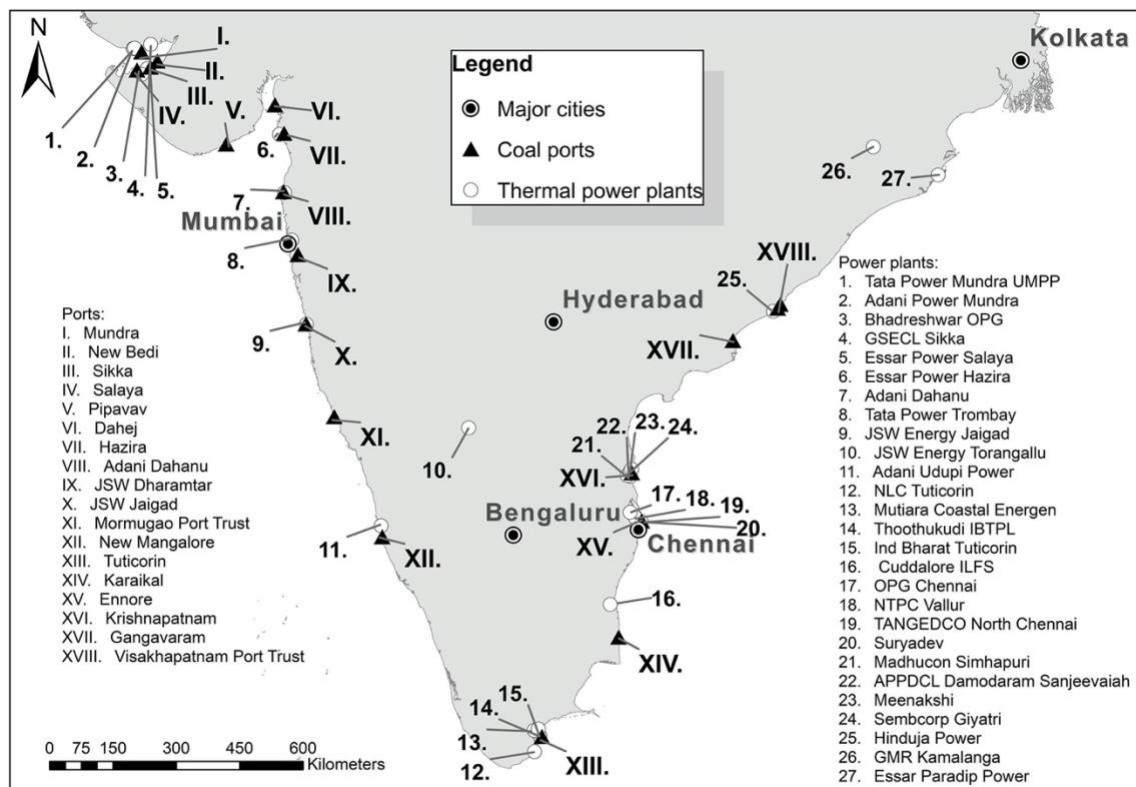 N
Kolkata
Legend
Major cities
Coal ports
Thermal power plants
I.
II.
III.
IV.
V.
VI.
VII.
VIII.
IX.
X.
XI.
XII.
XIII.
XIV.
XV.
XVI.
XVII.
XVIII.
1.
2.
3.
4.
5.
6.
7.
8.
9.
10.
11.
12.
13.
14.
15.
16.
17.
18.
19.
20.
21.
22.
23.
24.
25.
26.
27.
Mumbai
Hyderabad
Bengaluru
Chennai
Ports:
I. Mundra
II. New Bedi
III. Sikka
IV. Salaya
V. Pipavav
VI. Dahej
VII. Hazira
VIII. Adani Dahanu
IX. JSW Dharamtar
X. JSW Jaigad
XI. Mormugao Port Trust
XII. New Mangalore
XIII. Tuticorin
XIV. Karaikal
XV. Ennore
XVI. Krishnapatnam
XVII. Gangavaram
XVIII. Visakhapatnam Port Trust
Power plants:
1. Tata Power Mundra UMPP
2. Adani Power Mundra
3. Bhadreshwar OPG
4. GSECL Sikka
5. Essar Power Salaya
6. Essar Power Hazira
7. Adani Dahanu
8. Tata Power Trombay
9. JSW Energy Jaigad
10. JSW Energy Torangallu
11. Adani Udupi Power
12. NLC Tuticorin
13. Mutiara Coastal Energen
14. Thoothukudi IBTPL
15. Ind Bharat Tuticorin
16. Cuddalore ILFS
17. OPG Chennai
18. NTPC Vallur
19. TANGEDCO North Chennai
20. Suryadev
21. Madhucon Simhapuri
22. APPDCL Damodaram Sanjeevaiah
23. Meenakshi
24. Sembcorp Giyatri
25. Hinduja Power
26. GMR Kamalanga
27. Essar Paradip Power
0 75 150 300 450 600
Kilometers